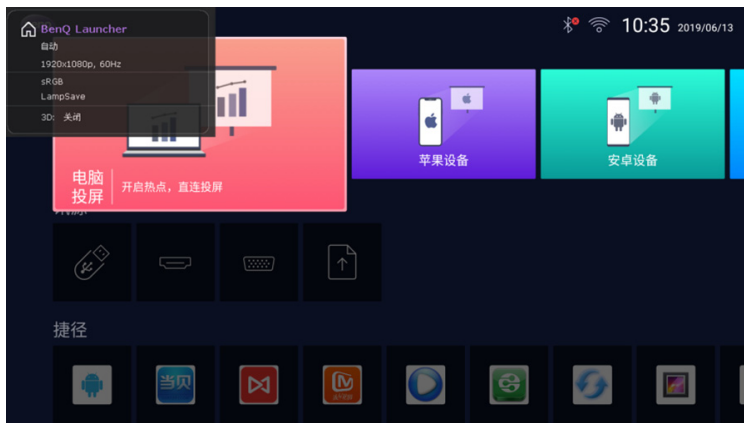 BenQ Launcher
自动
1920x1080p, 60Hz
sRGB
LampSave
3D: 关闭
10:35 2019/06/13
电脑
投屏
开启热点，直连投屏
苹果设备
安卓设备
捷径
当贝